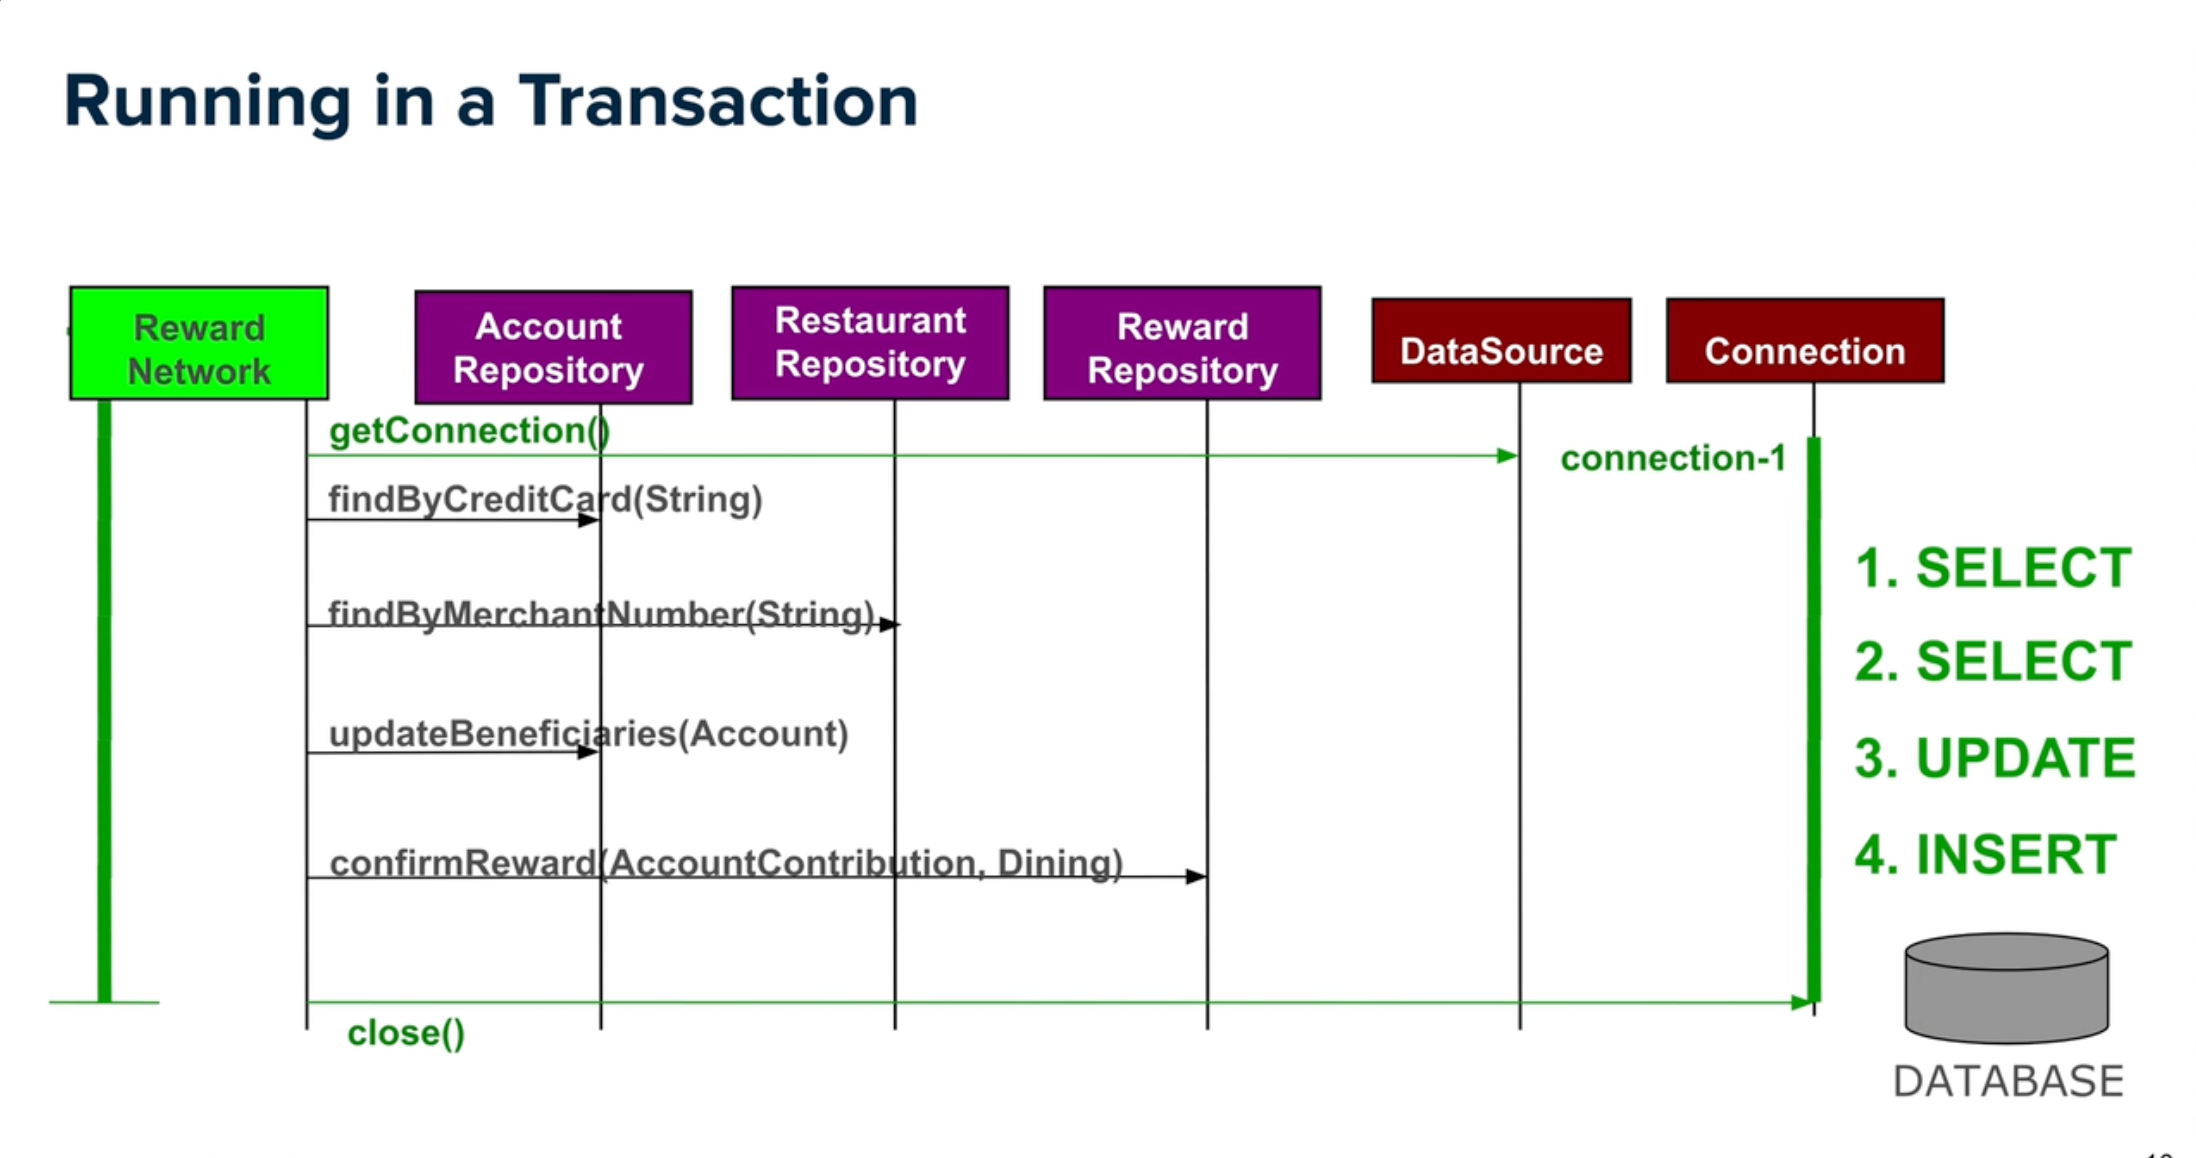 Running in a Transaction
Reward
Network
Account
Repository
Restaurant
Repository
Reward
Repository
DataSource
Connection
getConnection()
connection-1
findByCreditCard(String)
1. SELECT
findByMerchantNumber(String)
2. SELECT
updateBeneficiaries(Account)
3. UPDATE
confirmReward(AccountContribution, Dining)
4. INSERT
close()
DATABASE